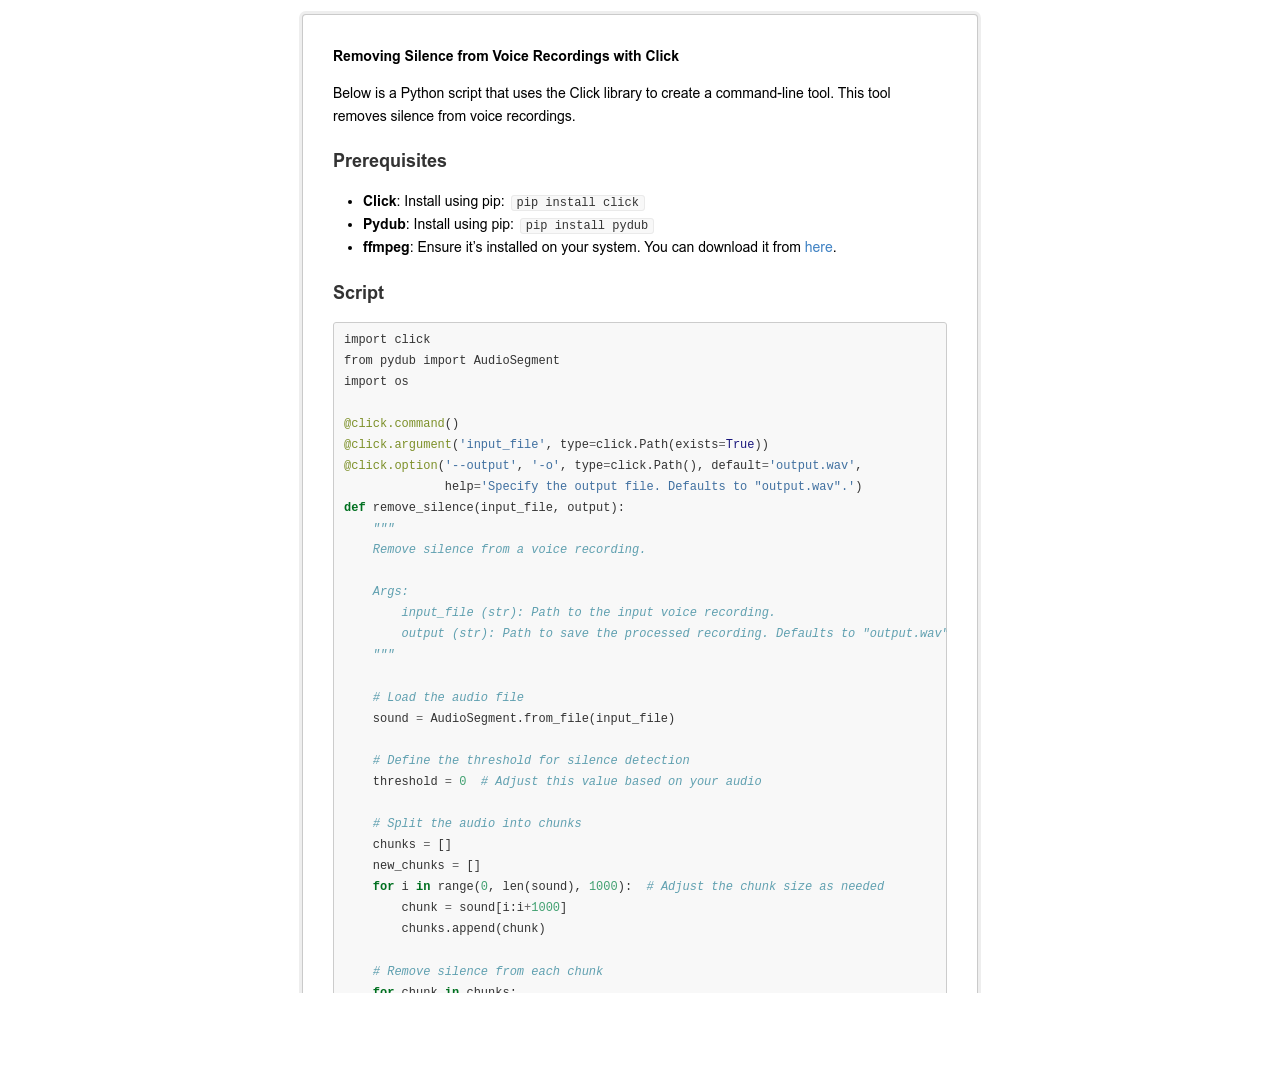 Removing Silence from Voice Recordings with Click
Below is a Python script that uses the Click library to create a command-line tool. This tool
removes silence from voice recordings.
Prerequisites
• Click: Install using pip: pip install click
• Pydub: Install using pip: pip install pydub
• ffmpeg: Ensure it’s installed on your system. You can download it from here.
Script
import click
from pydub import AudioSegment
import os
@click.command()
@click.argument('input_file', type=click.Path(exists=True))
@click.option('--output', '-o', type=click.Path(), default='output.wav',
              help='Specify the output file. Defaults to "output.wav".')
def remove_silence(input_file, output):
    """
    Remove silence from a voice recording.
    Args:
        input_file (str): Path to the input voice recording.
        output (str): Path to save the processed recording. Defaults to "output.wav"
    """
    # Load the audio file
    sound = AudioSegment.from_file(input_file)
    # Define the threshold for silence detection
    threshold = 0  # Adjust this value based on your audio
    # Split the audio into chunks
    chunks = []
    new_chunks = []
    for i in range(0, len(sound), 1000):  # Adjust the chunk size as needed
        chunk = sound[i:i+1000]
        chunks.append(chunk)
    # Remove silence from each chunk
    for chunk in chunks: